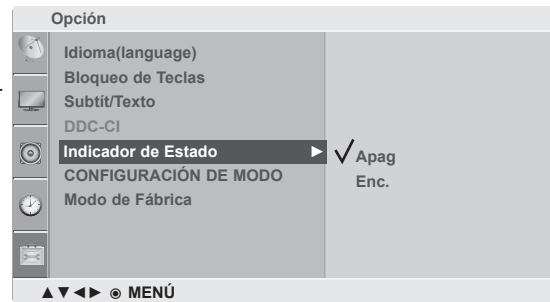 Opción
Idioma(language)
Bloqueo de Teclas
Subtít/Texto
DDC-CI
Indicador de Estado ►
Apag
Enc.
CONFIGURACIÓN DE MODO
Modo de Fábrica
▲▼◄► ◉ MENÚ